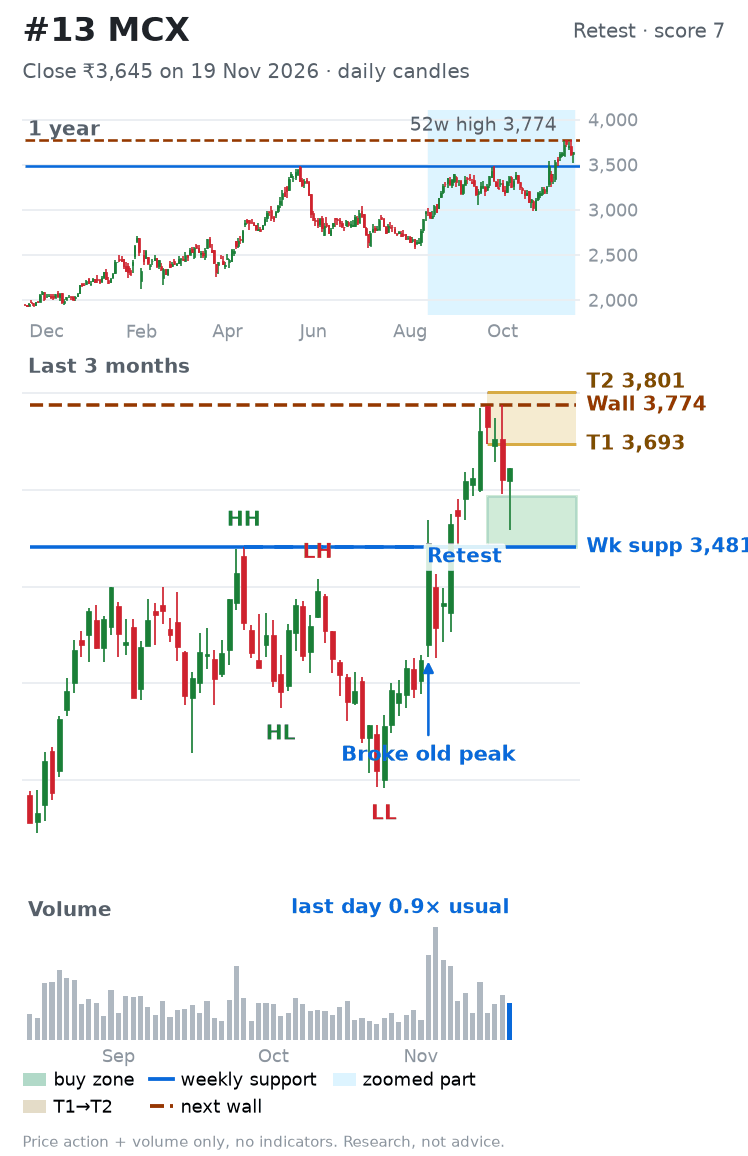 #13 MCX
Retest · score 7
Close ₹3,645 on 19 Nov 2026 · daily candles
1 year
52w high 3,774
4,000
3,500
3,000
2,500
2,000
Dec Feb Apr Jun Aug Oct
Last 3 months
T2 3,801
Wall 3,774
T1 3,693
HH
LH
Retest
Wk supp 3,481
HL
Broke old peak
LL
Volume
last day 0.9× usual
Sep Oct Nov
buy zone weekly support zoomed part
T1→T2 next wall
Price action + volume only, no indicators. Research, not advice.